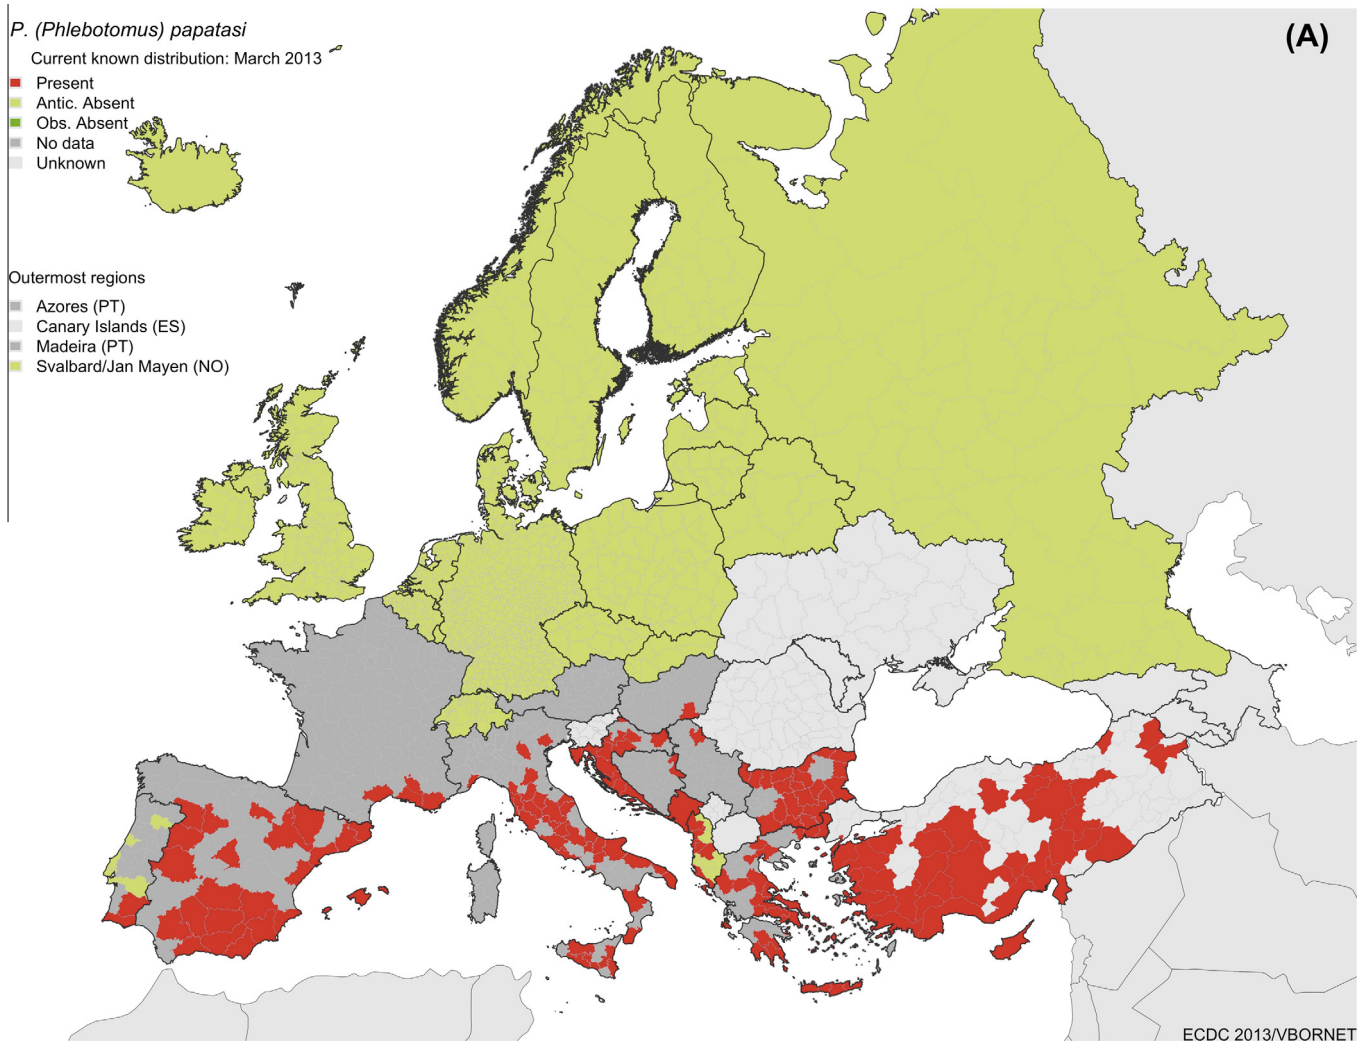 P. (Phlebotomus) papatasi
Current known distribution: March 2013
Present
Antic. Absent
Obs. Absent
No data
Unknown
Outermost regions
Azores (PT)
Canary Islands (ES)
Madeira (PT)
Svalbard/Jan Mayen (NO)
(A)
ECDC 2013/VBORNET